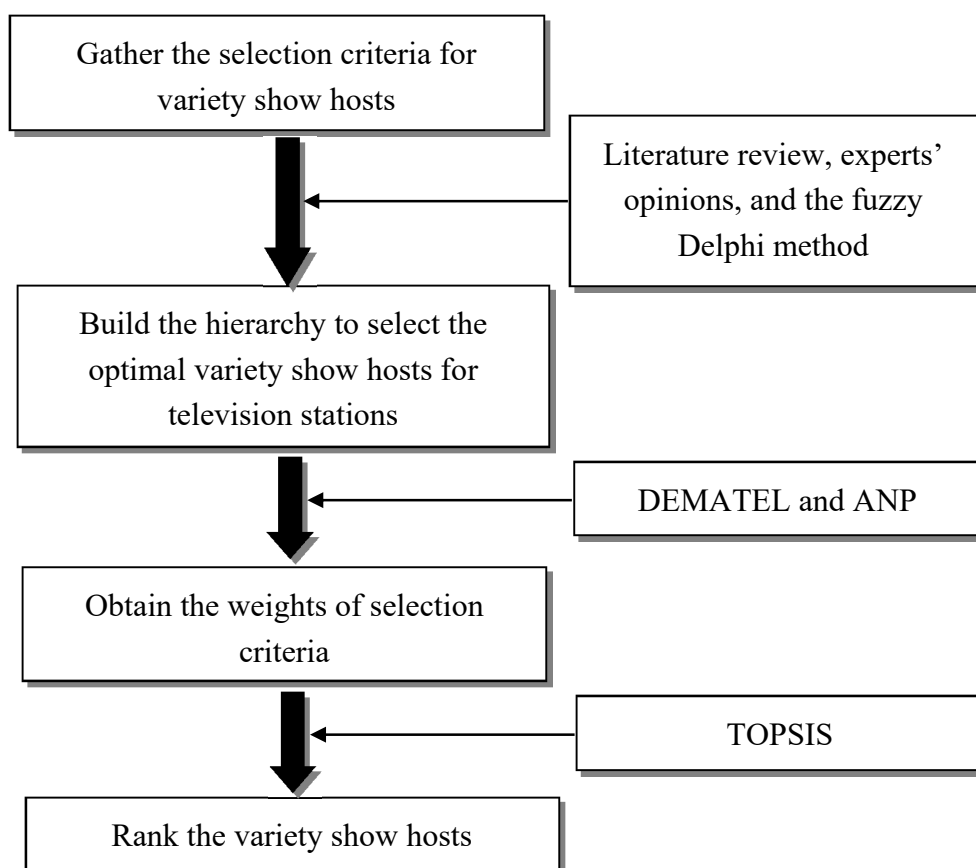 Gather the selection criteria for
variety show hosts
Literature review, experts’
opinions, and the fuzzy
Delphi method
Build the hierarchy to select the
optimal variety show hosts for
television stations
DEMATEL and ANP
Obtain the weights of selection
criteria
TOPSIS
Rank the variety show hosts